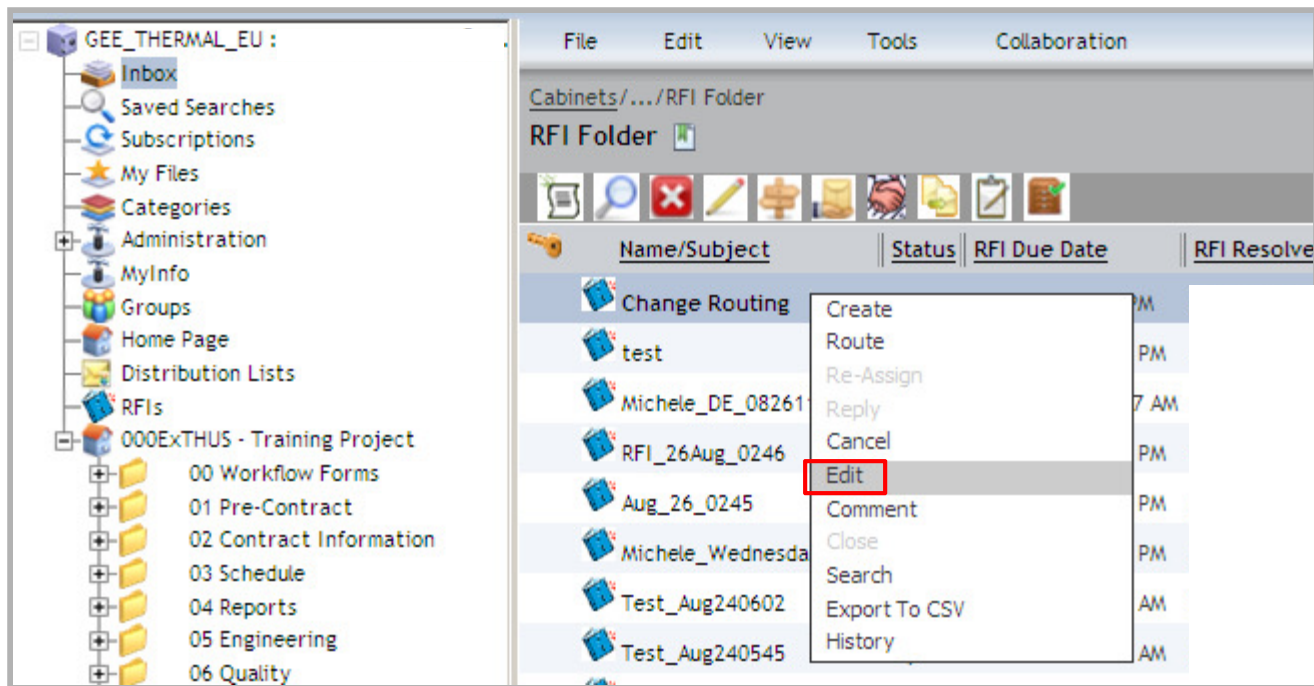 GEE_THERMAL_EU :
Inbox
Saved Searches
Subscriptions
My Files
Categories
Administration
MyInfo
Groups
Home Page
Distribution Lists
RFIs
000ExTHUS - Training Project
00 Workflow Forms
01 Pre-Contract
02 Contract Information
03 Schedule
04 Reports
05 Engineering
06 Quality
File Edit View Tools Collaboration
Cabinets/.../RFI Folder
RFI Folder
Name/Subject Status RFI Due Date RFI Resolve
Change Routing PM
test PM
Michele_DE_08261 7 AM
RFI_26Aug_0246 PM
Aug_26_0245 PM
Michele_Wednesda PM
Test_Aug240602 AM
Test_Aug240545 AM
Create
Route
Re-Assign
Reply
Cancel
Edit
Comment
Close
Search
Export To CSV
History